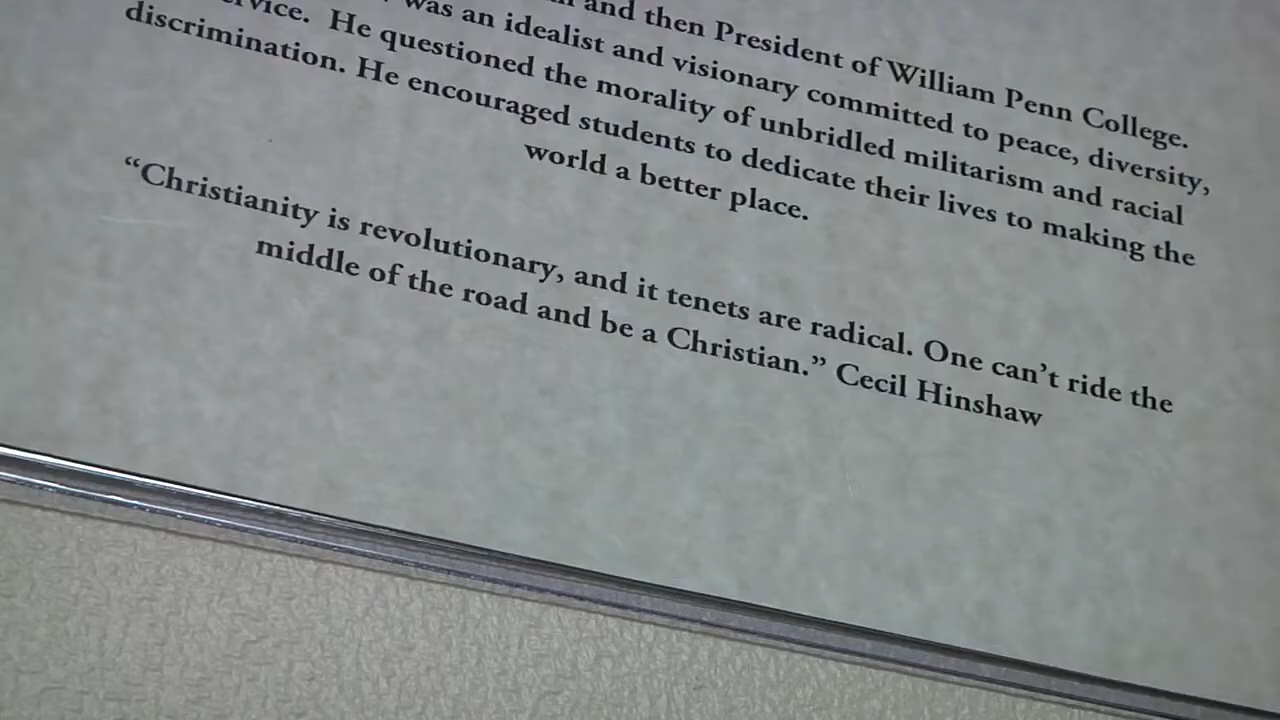 and then President of William Penn College.
was an idealist and visionary committed to peace, diversity,
He questioned the morality of unbridled militarism and racial
discrimination. He encouraged students to dedicate their lives to making the
world a better place.
“Christianity is revolutionary, and it tenets are radical. One can’t ride the
middle of the road and be a Christian.” Cecil Hinshaw